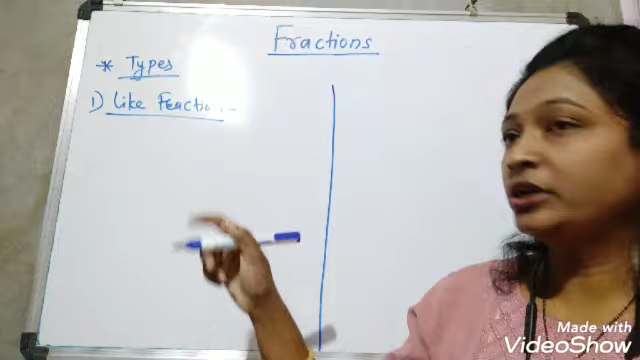 Fractions
* Types
1) Like Fractio
Made with
VideoShow